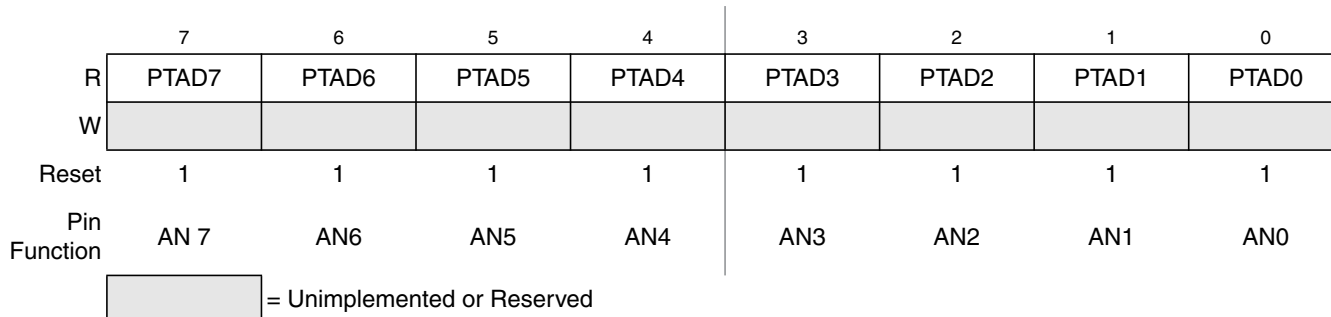 7 6 5 4 3 2 1 0
R PTAD7 PTAD6 PTAD5 PTAD4 PTAD3 PTAD2 PTAD1 PTAD0
W
Reset 1 1 1 1 1 1 1 1
Pin
Function AN 7 AN6 AN5 AN4 AN3 AN2 AN1 AN0
= Unimplemented or Reserved